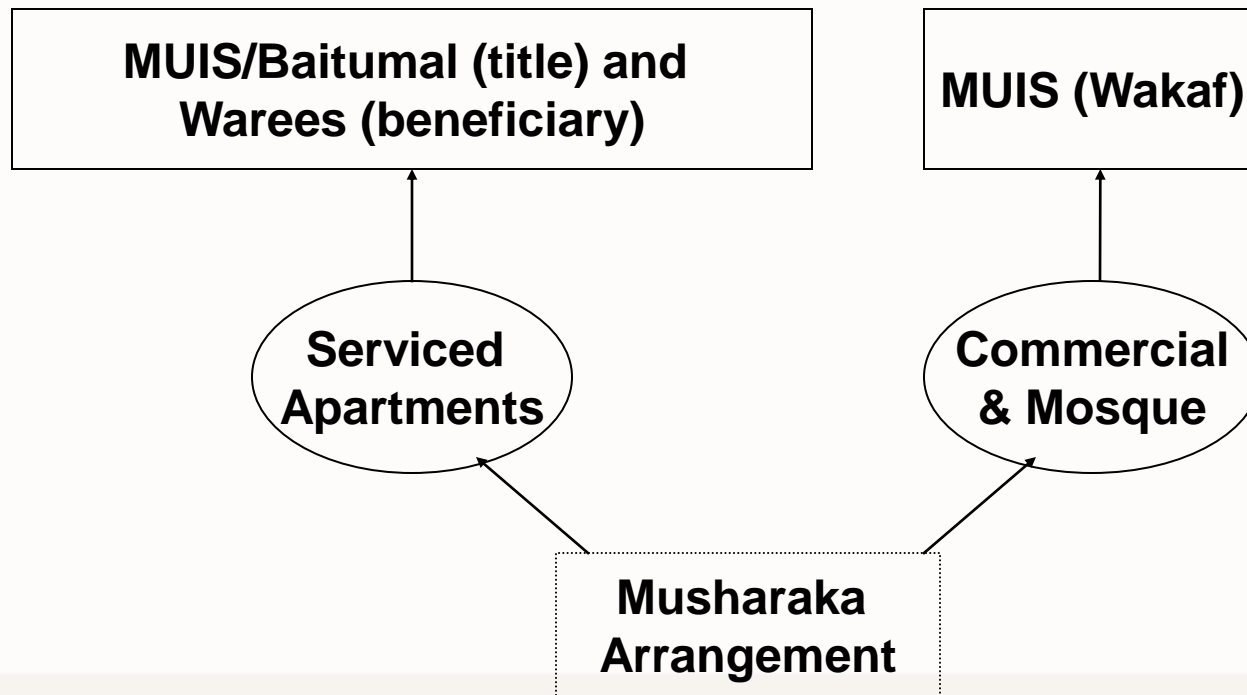 MUIS/Baitumal (title) and
Warees (beneficiary)
MUIS (Wakaf)
Serviced
Apartments
Commercial
& Mosque
Musharaka
Arrangement